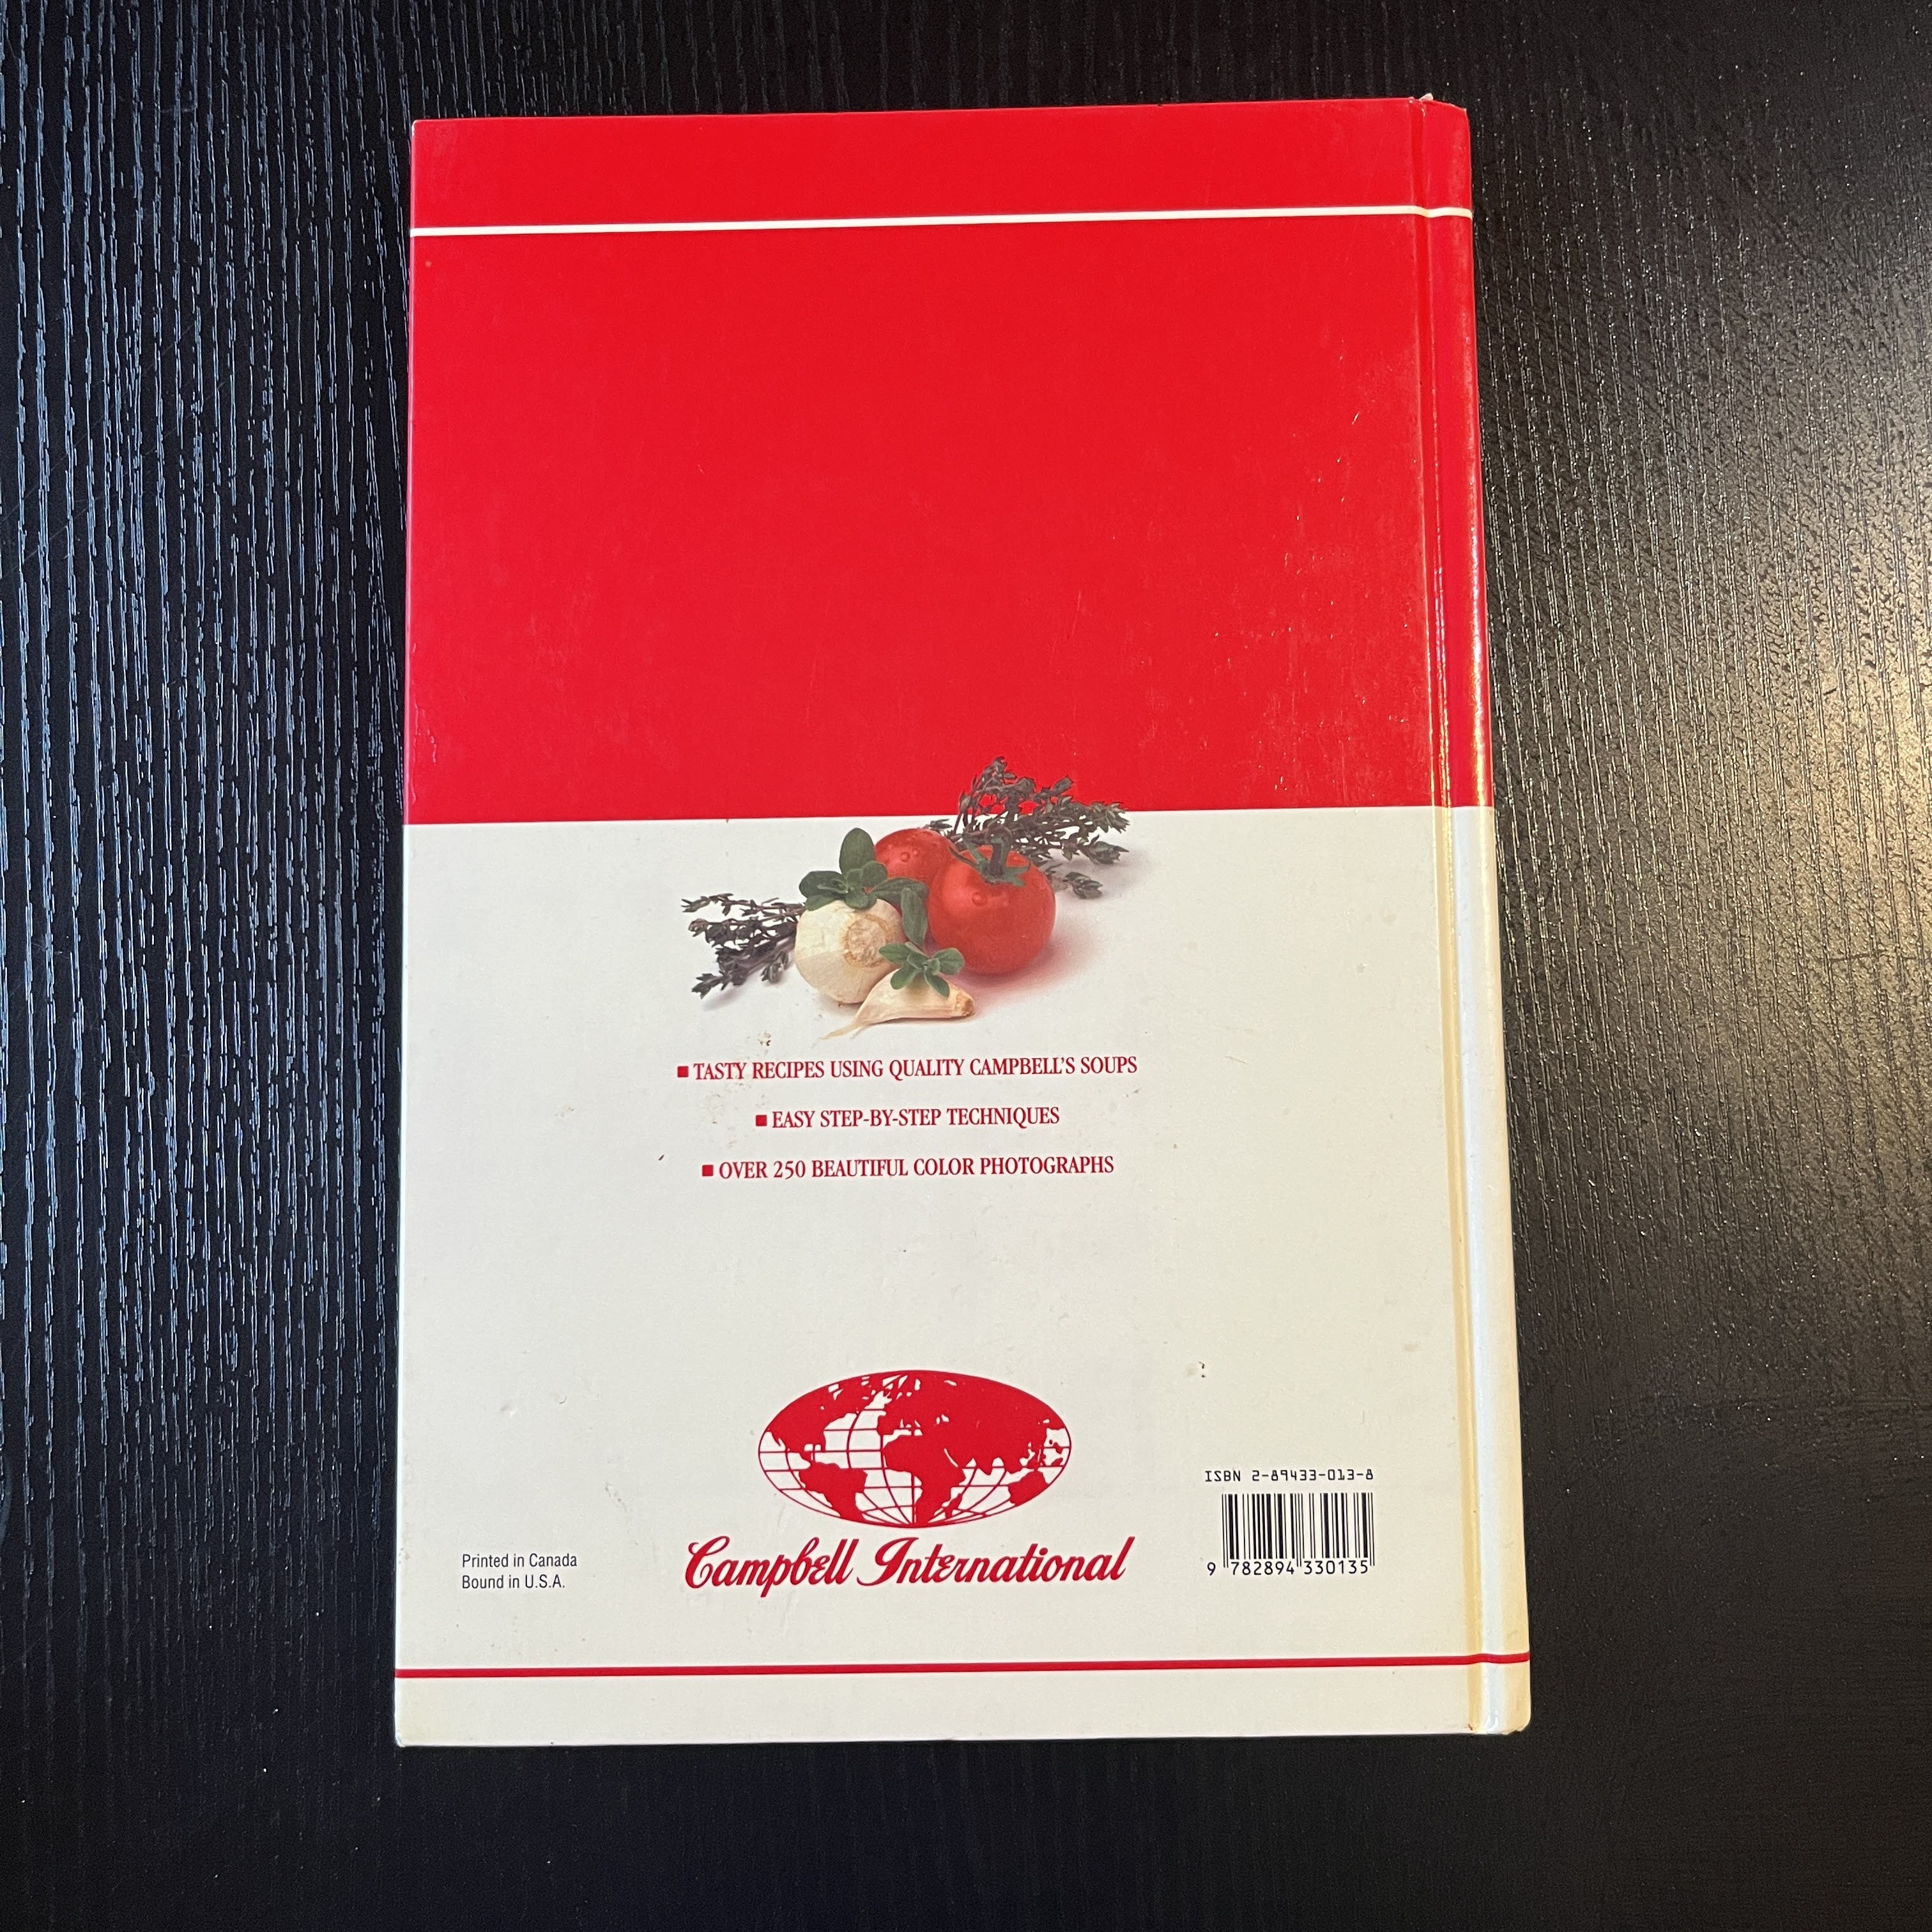 ■ TASTY RECIPES USING QUALITY CAMPBELL'S SOUPS
■ EASY STEP-BY-STEP TECHNIQUES
■ OVER 250 BEAUTIFUL COLOR PHOTOGRAPHS
Printed in Canada
Bound in U.S.A.
Campbell International
ISBN 2-89433-013-8
9 782894 330135